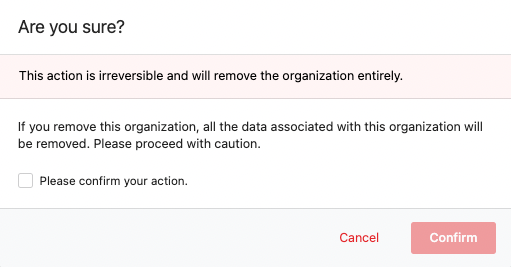 Are you sure?
This action is irreversible and will remove the organization entirely.
If you remove this organization, all the data associated with this organization will
be removed. Please proceed with caution.
Please confirm your action.
Cancel
Confirm